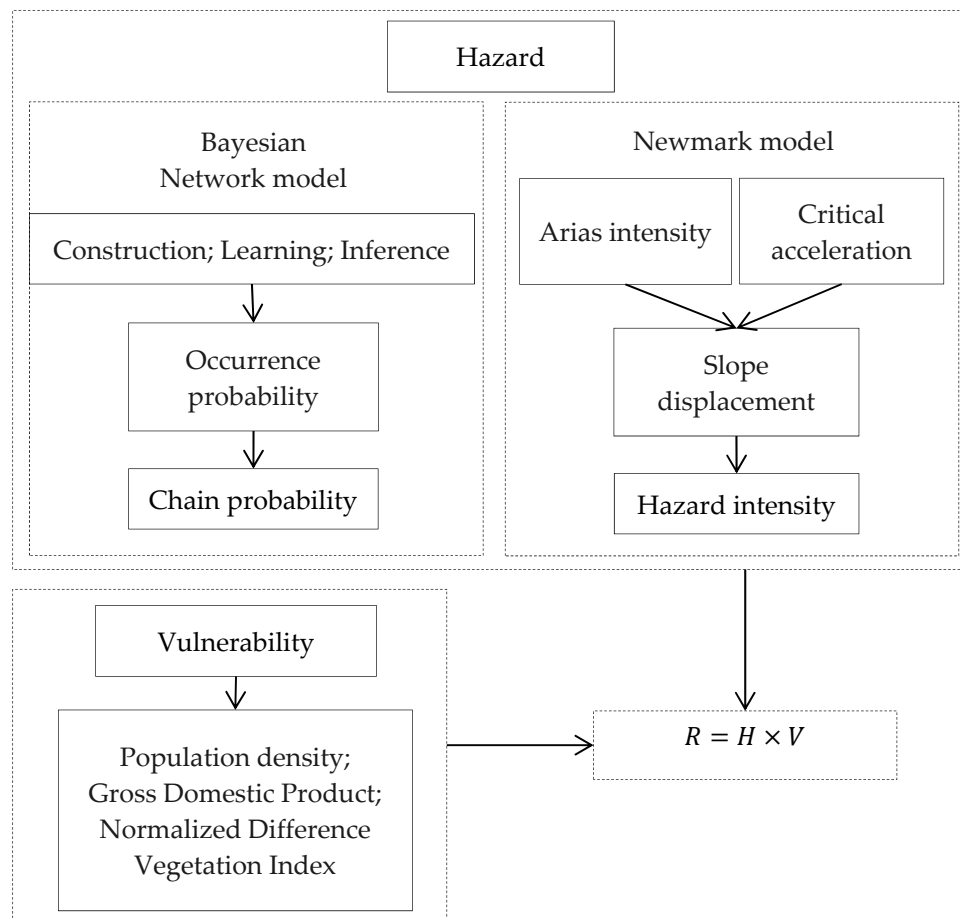 Hazard
Bayesian
Network model
Construction; Learning; Inference
Occurrence
probability
Chain probability
Newmark model
Arias intensity
Critical
acceleration
Slope
displacement
Hazard intensity
Vulnerability
Population density;
Gross Domestic Product;
Normalized Difference
Vegetation Index
R = H × V